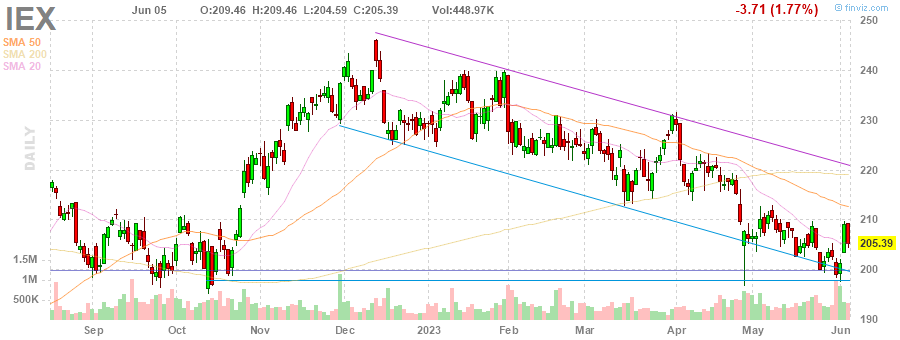 IEX Jun 05 O:209.46 H:209.46 L:204.59 C:205.39 Vol:448.97K -3.71 (1.77%) © finviz.com
SMA 50
SMA 200
SMA 20
DAILY
250
240
230
220
210
205.39
200
190
1.5M
1M
500K
Sep Oct Nov Dec 2023 Feb Mar Apr May Jun